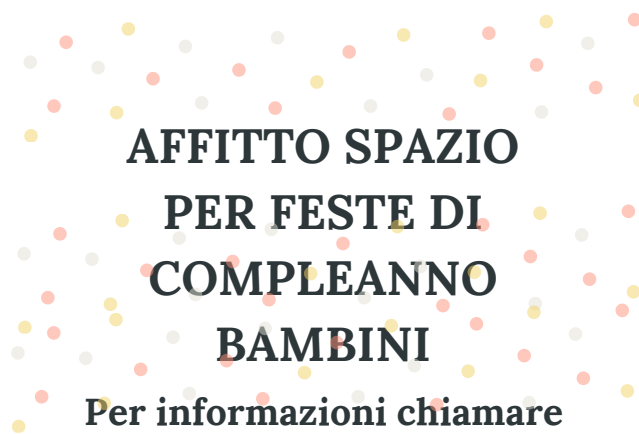 AFFITTO SPAZIO
PER FESTE DI
COMPLEANNO
BAMBINI
Per informazioni chiamare